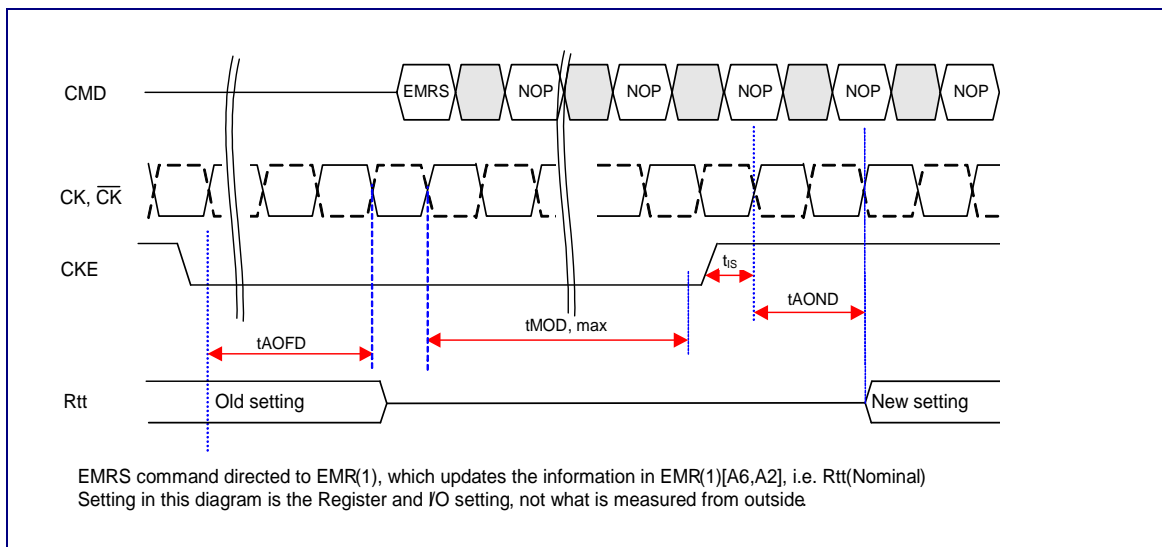 CMD
EMRS NOP NOP NOP NOP NOP
CK, CK
CKE
tIS
tAOND
tMOD, max
tAOFD
Rtt
Old setting
New setting
EMRS command directed to EMR(1), which updates the information in EMR(1)[A6,A2], i.e. Rtt(Nominal)
Setting in this diagram is the Register and I/O setting, not what is measured from outside.